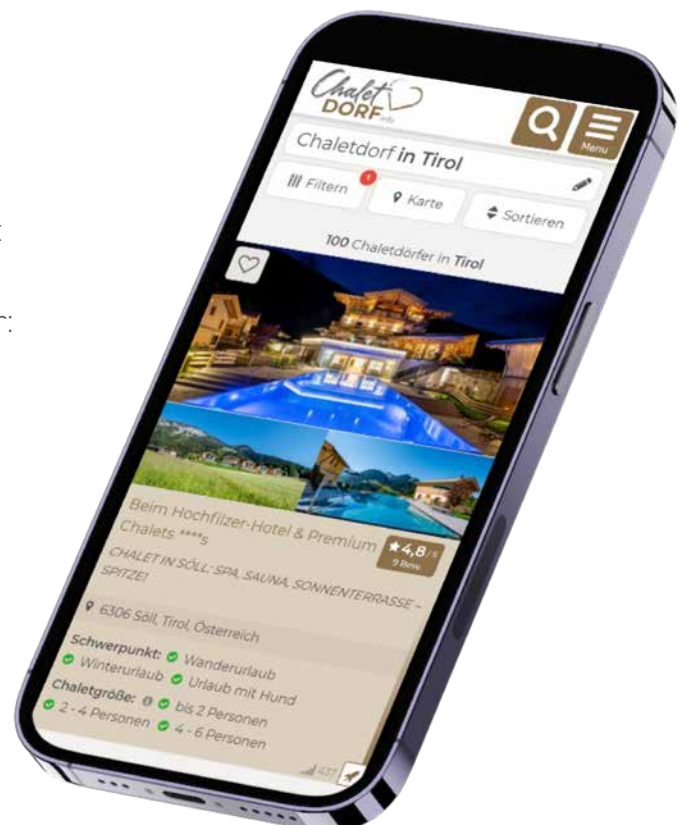 Chalet
DORF.info
Menu
Chaletdorf in Tirol
Filtern
Karte
Sortieren
100 Chaletdörfer in Tirol
Beim Hochfilzer-Hotel & Premium
Chalets ****s
4,8/5
9 Bew.
CHALET IN SÖLL: SPA, SAUNA, SONNENTERRASSE –
SPITZE!
6306 Söll, Tirol, Österreich
Schwerpunkt: Wanderurlaub
Winterurlaub Urlaub mit Hund
Chaletgröße: bis 2 Personen
2 - 4 Personen 4 - 6 Personen
437